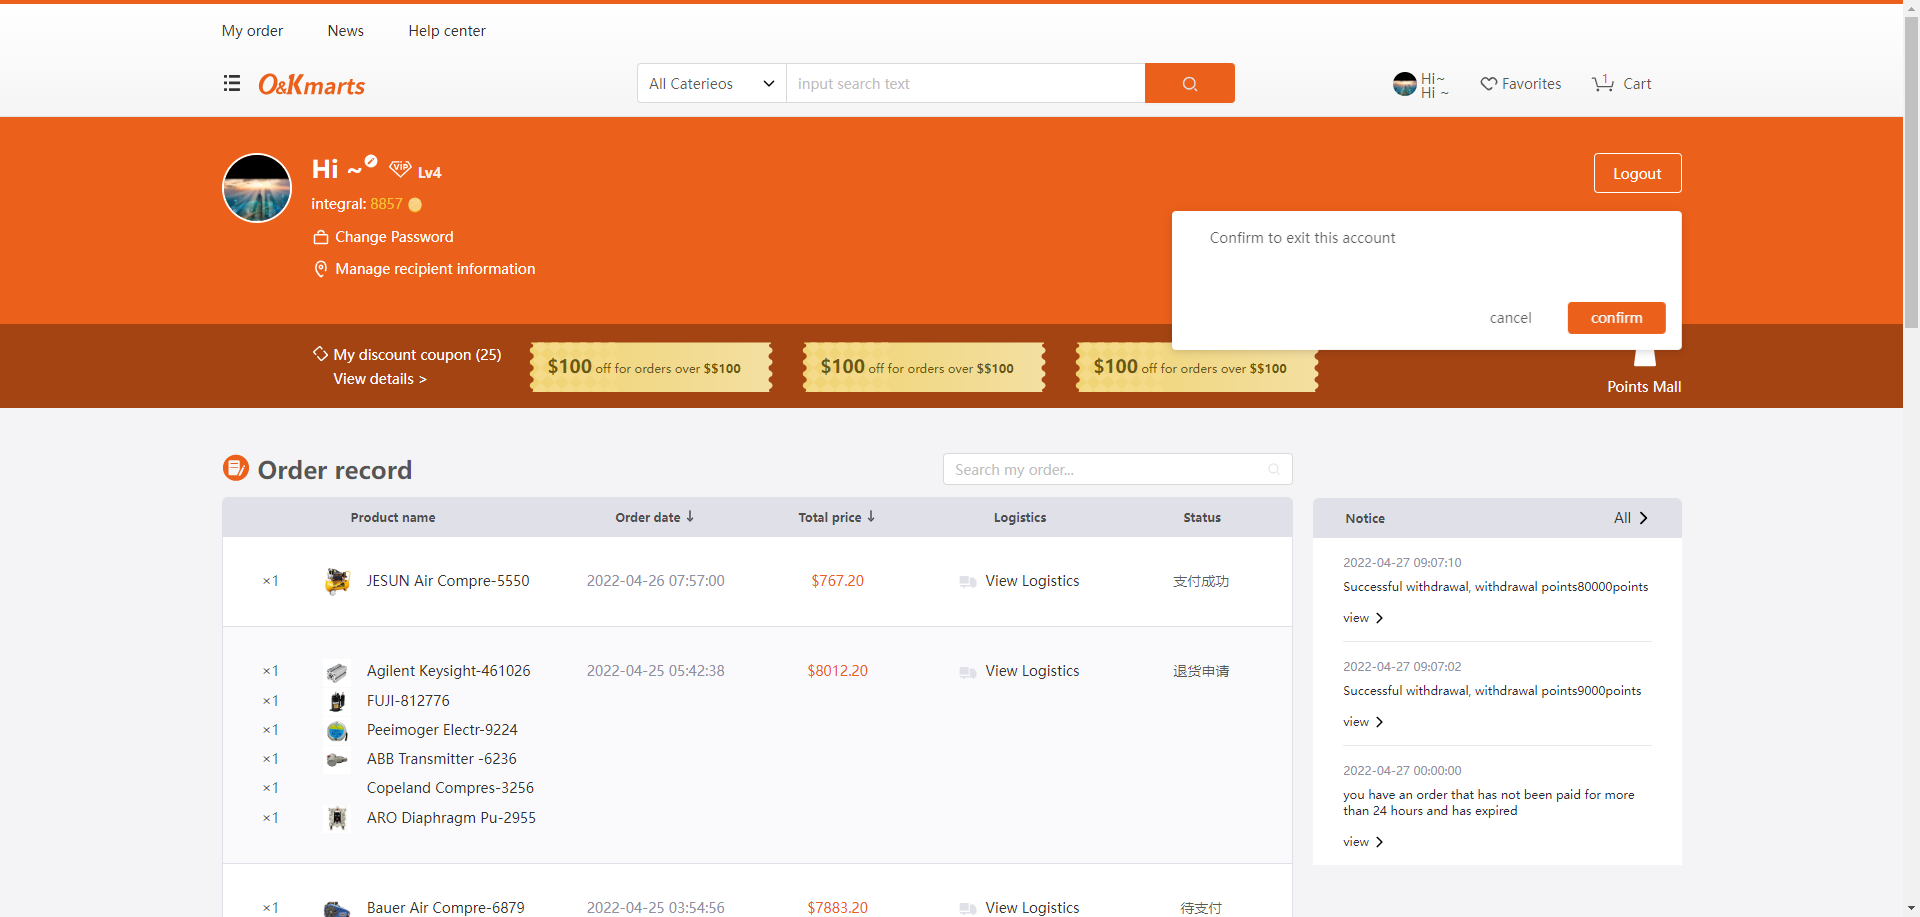 My order News Help center
O&Kmarts
All Caterieos input search text
Hi~
Hi ~
Favorites
1
Cart
Hi ~ VIP Lv4
Logout
integral: 8857
Change Password
Manage recipient information
Confirm to exit this account
cancel confirm
My discount coupon (25)
View details >
$100 off for orders over $$100
$100 off for orders over $$100
$100 off for orders over $$100
Points Mall
Order record
Search my order...
Product name Order date ↓ Total price ↓ Logistics Status
×1 JESUN Air Compre-5550 2022-04-26 07:57:00 $767.20 View Logistics 支付成功
×1 Agilent Keysight-461026 2022-04-25 05:42:38 $8012.20 View Logistics 退货申请
×1 FUJI-812776
×1 Peeimoger Electr-9224
×1 ABB Transmitter -6236
×1 Copeland Compres-3256
×1 ARO Diaphragm Pu-2955
×1 Bauer Air Compre-6879 2022-04-25 03:54:56 $7883.20 View Logistics 待支付
Notice All
2022-04-27 09:07:10
Successful withdrawal, withdrawal points80000points
view
2022-04-27 09:07:02
Successful withdrawal, withdrawal points9000points
view
2022-04-27 00:00:00
you have an order that has not been paid for more
than 24 hours and has expired
view